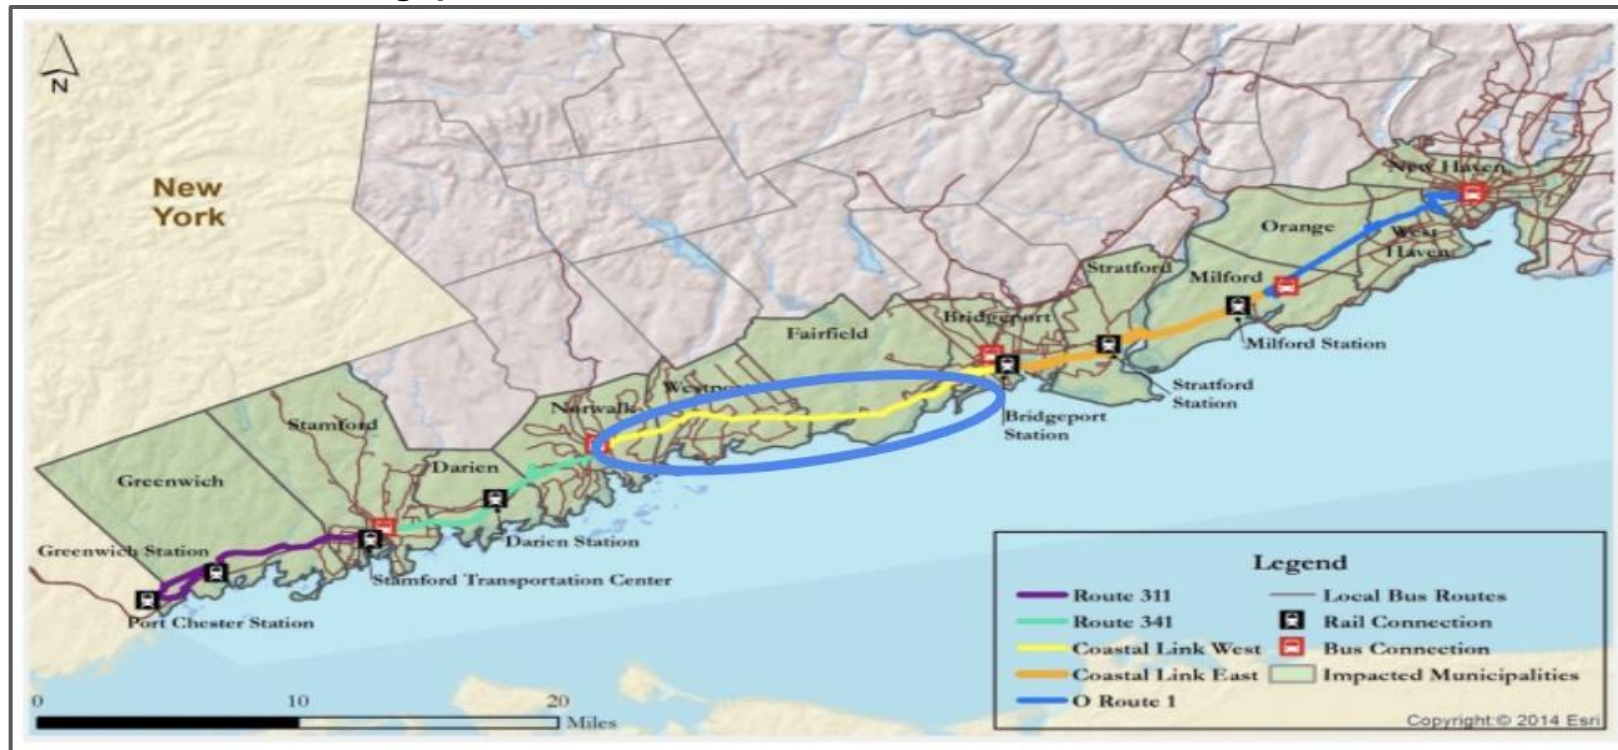 N
New
York
New Haven
Orange
West
Haven
Stratford
Milford
Bridgeport
Fairfield
Milford Station
Stratford
Station
Bridgeport
Station
Norwalk
Stamford
Darien
Greenwich
Darien Station
Greenwich Station
Stamford Transportation Center
Port Chester Station
0 10 20
Miles
Legend
Route 311
Route 341
Coastal Link West
Coastal Link East
O Route 1
Local Bus Routes
Rail Connection
Bus Connection
Impacted Municipalities
Copyright:© 2014 Esri